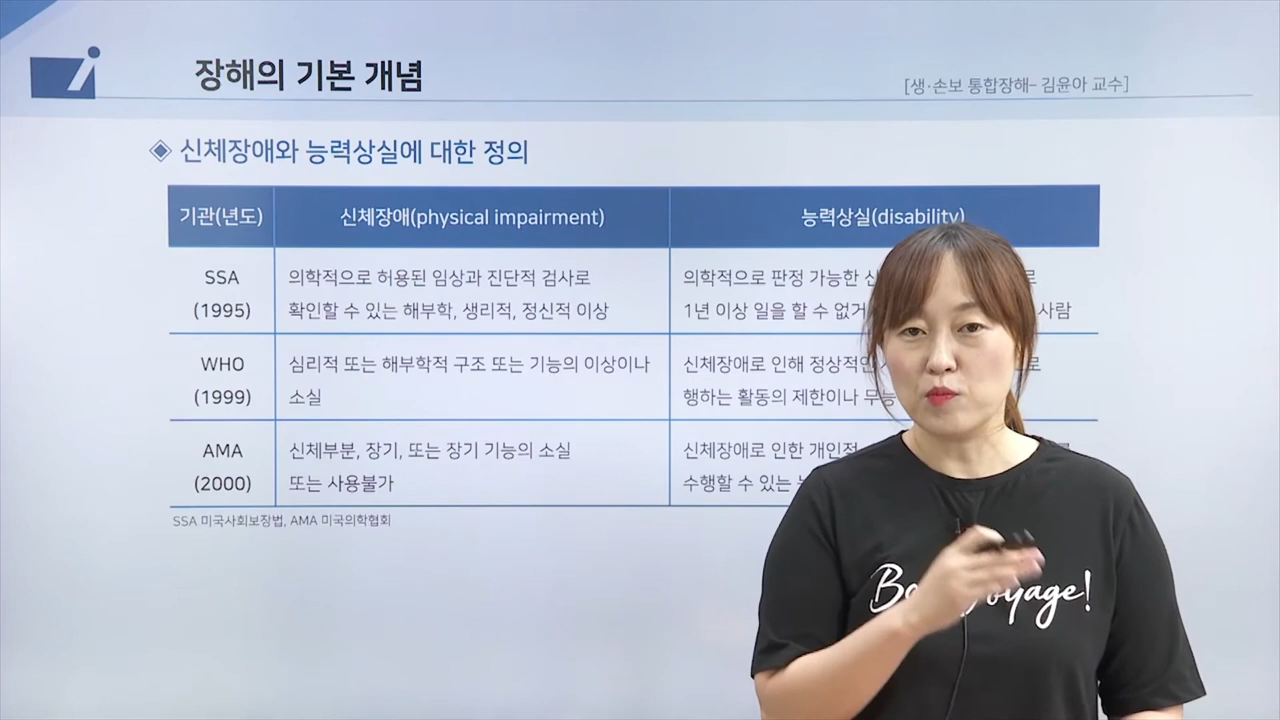 장해의 기본 개념
[생·손보 통합장해- 김윤아 교수]
◈ 신체장애와 능력상실에 대한 정의
기관(년도) 신체장애(physical impairment) 능력상실(disability)
SSA
(1995)
의학적으로 허용된 임상과 진단적 검사로
확인할 수 있는 해부학, 생리적, 정신적 이상
의학적으로 판정 가능한
1년 이상 일을 할 수 사람
WHO
(1999)
심리적 또는 해부학적 구조 또는 기능의 이상이나
소실
신체장애로 인해 정상적인
행하는 활동의 제한이나
AMA
(2000)
신체부분, 장기, 또는 장기 기능의 소실
또는 사용불가
신체장애로 인한 개인적
수행할 수 있는
SSA 미국사회보장법, AMA 미국의학협회